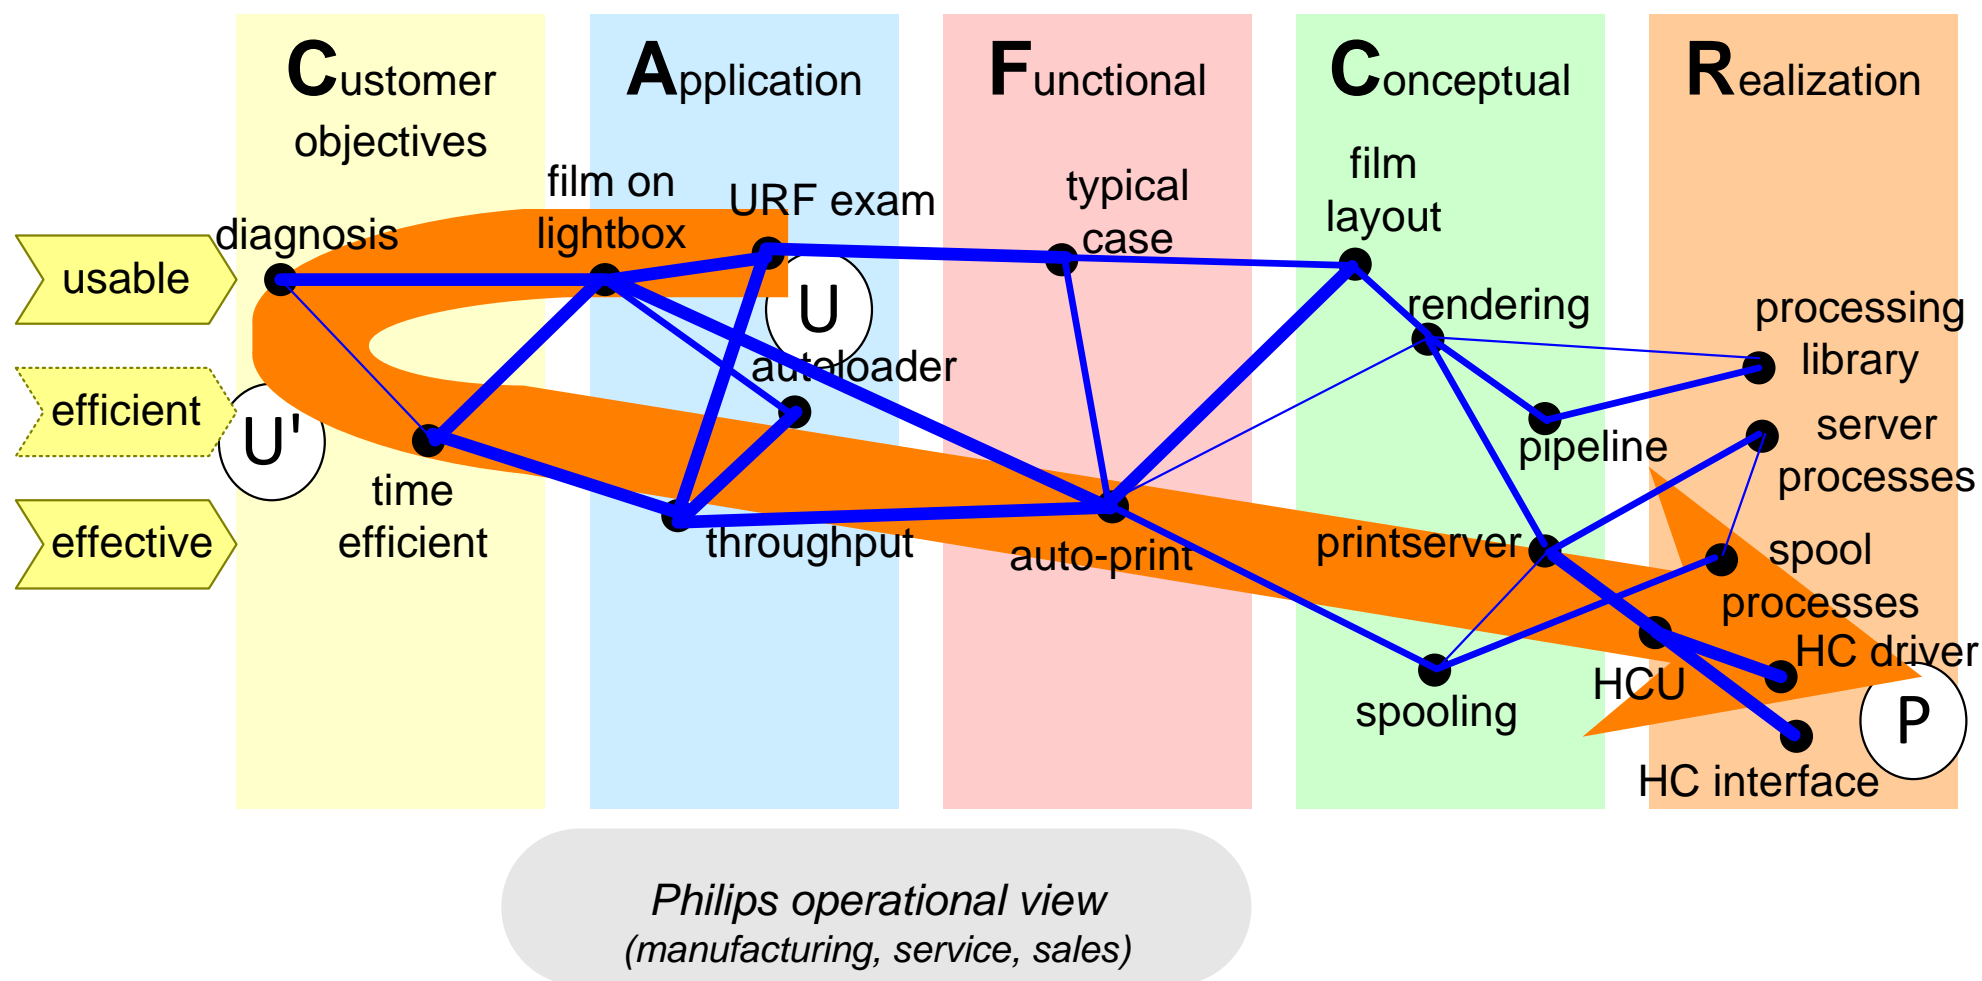 Customer
objectives
Application
Functional
Conceptual
Realization
usable
efficient
effective
diagnosis
film on
lightbox
URF exam
typical
case
film
layout
rendering
processing
library
U
U'
autoloader
pipeline
server
processes
time
efficient
throughput
auto-print
printserver
spool
processes
HC driver
HCU
spooling
P
HC interface
Philips operational view
(manufacturing, service, sales)